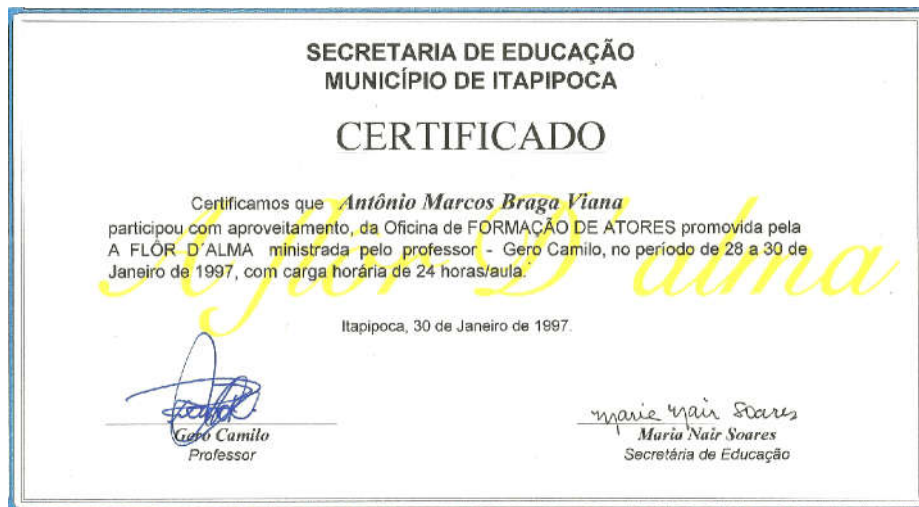 SECRETARIA DE EDUCAÇÃO
MUNICÍPIO DE ITAPIPOCA
CERTIFICADO
Certificamos que Antônio Marcos Braga Viana
participou com aproveitamento, da Oficina de FORMAÇÃO DE ATORES promovida pela
A FLÔR D´ALMA ministrada pelo professor - Gero Camilo, no período de 28 a 30 de
Janeiro de 1997, com carga horária de 24 horas/aula.
A flôr D'alma
Itapipoca, 30 de Janeiro de 1997.
Gero Camilo
Professor
Maria Nair Soares
Maria Nair Soares
Secretária de Educação